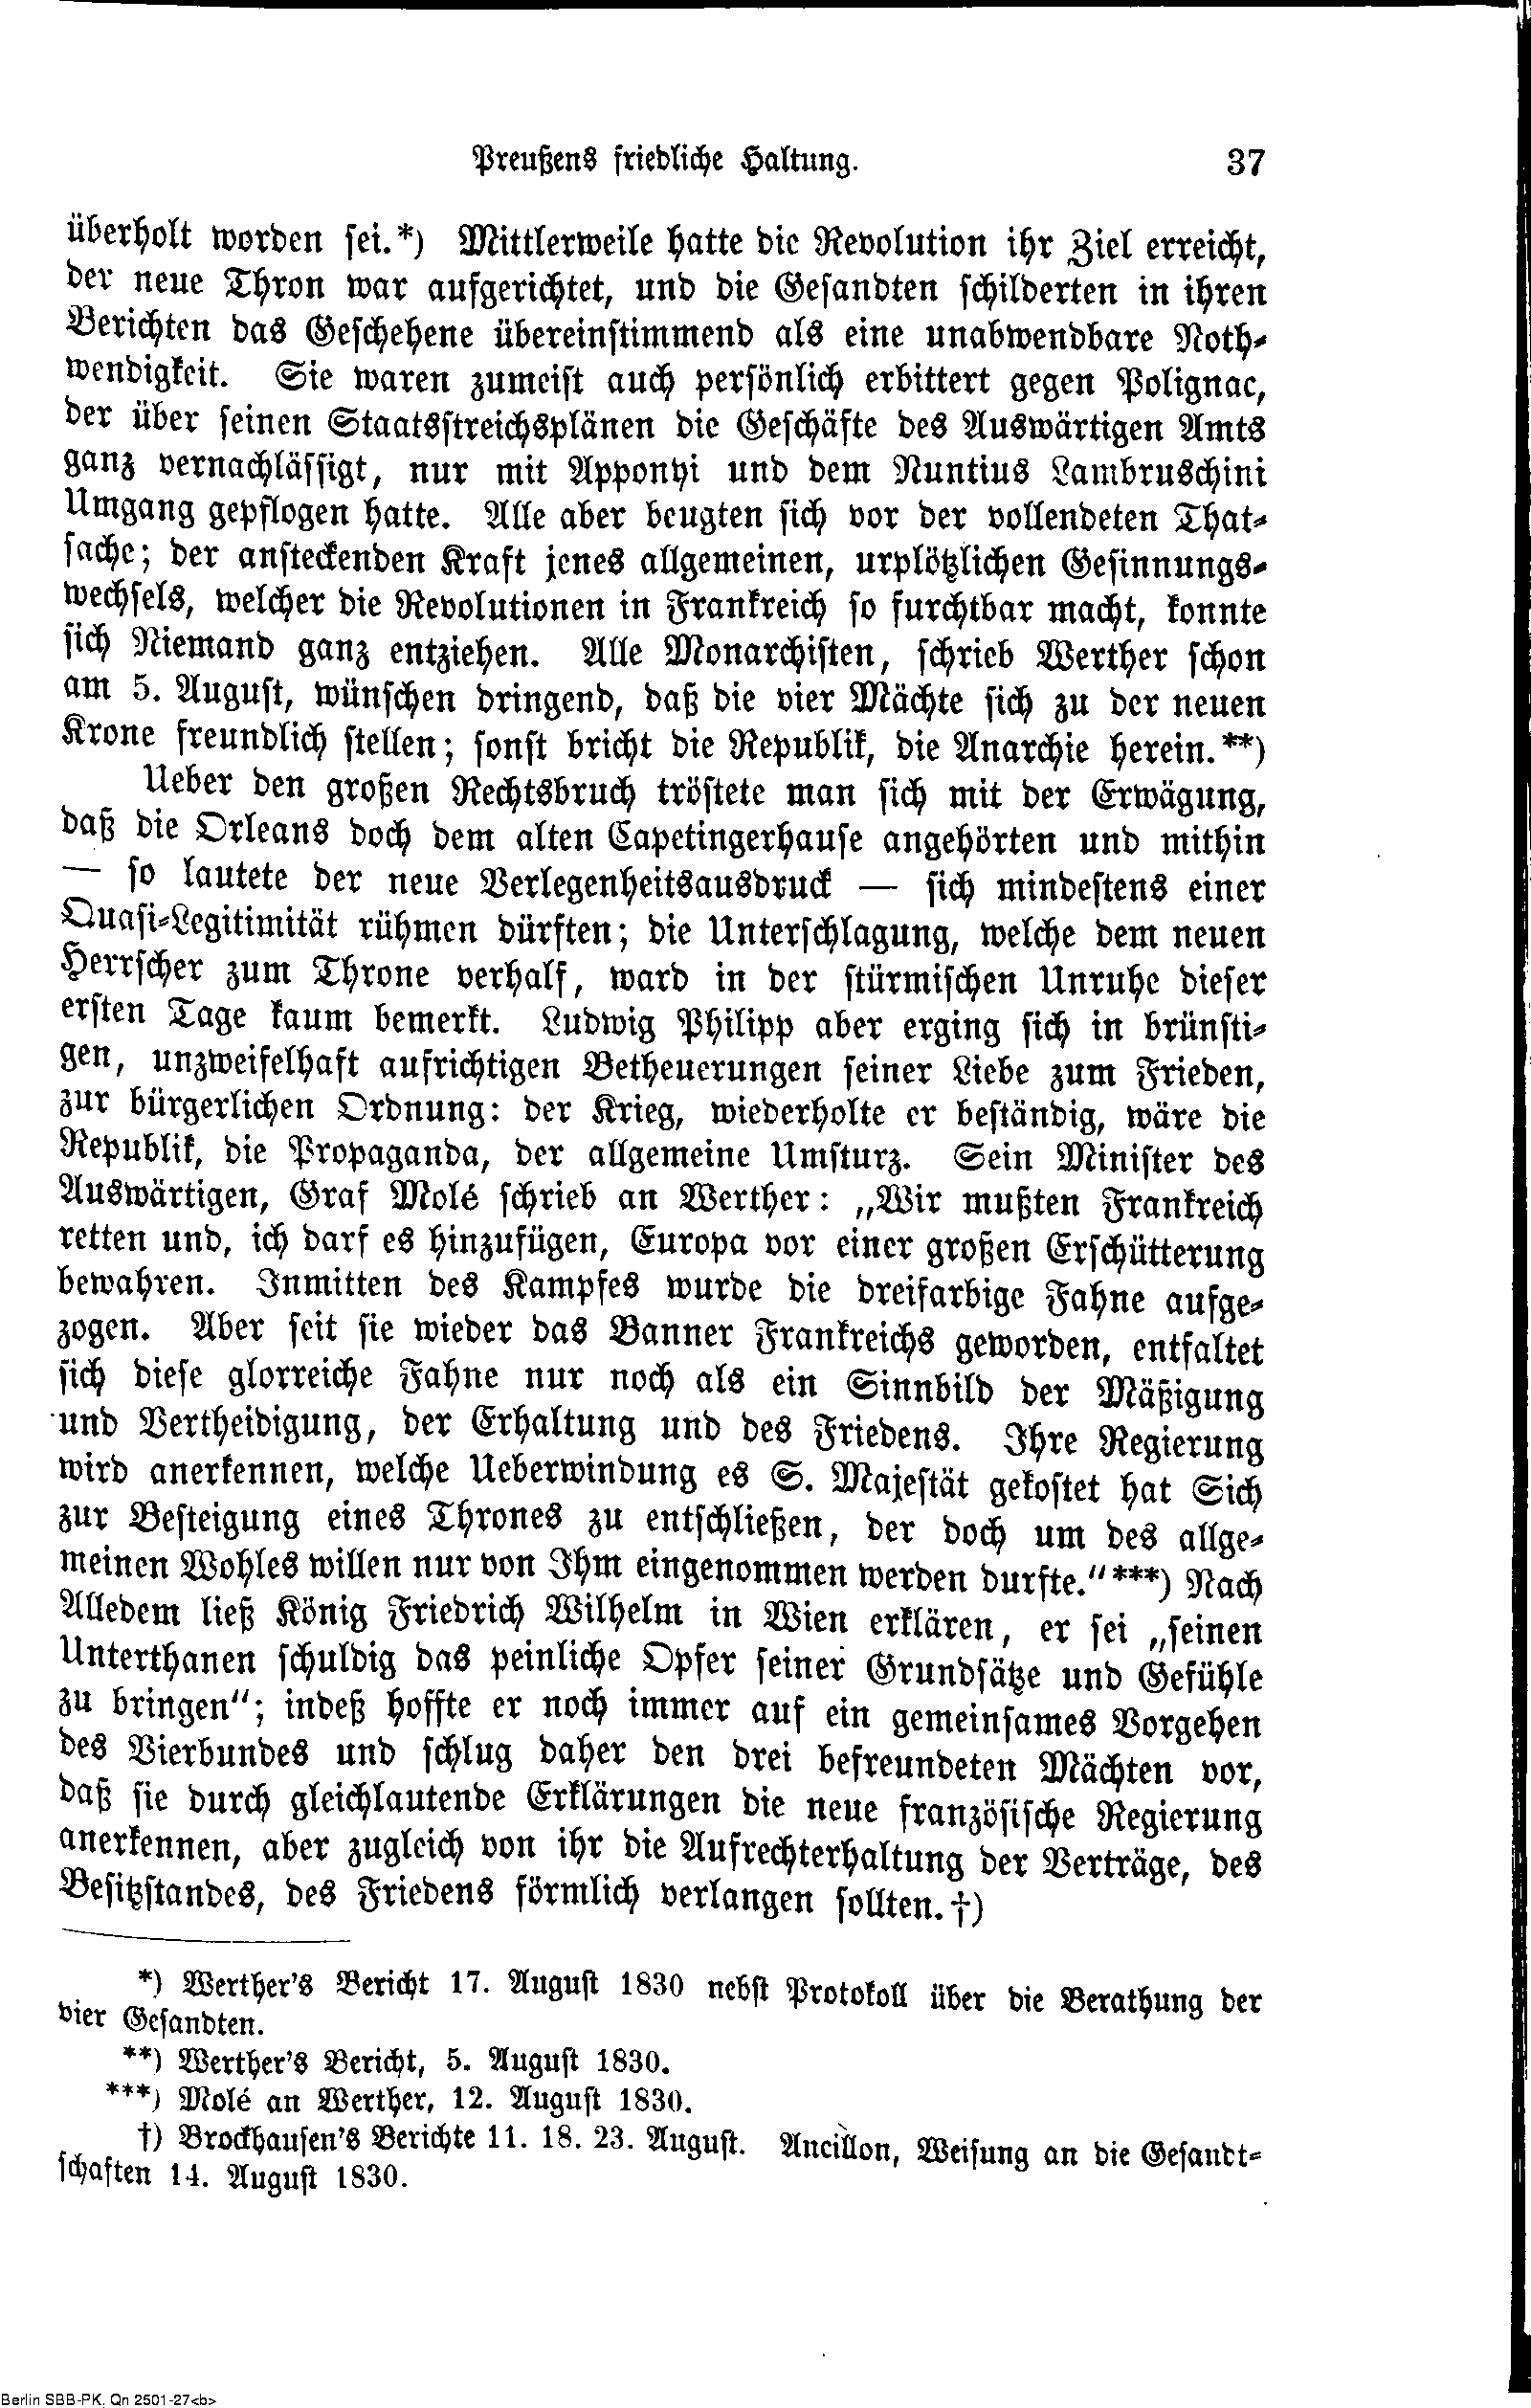 Preußens friedliche Haltung. 37
überholt worden sei.*) Mittlerweile hatte die Revolution ihr Ziel erreicht,
der neue Thron war aufgerichtet, und die Gesandten schilderten in ihren
Berichten das Geschehene übereinstimmend als eine unabwendbare Noth-
wendigkeit. Sie waren zumeist auch persönlich erbittert gegen Polignac,
der über seinen Staatsstreichsplänen die Geschäfte des Auswärtigen Amts
ganz vernachlässigt, nur mit Apponyi und dem Nuntius Lambruschini
Umgang gepflogen hatte. Alle aber beugten sich vor der vollendeten That-
sache; der ansteckenden Kraft jenes allgemeinen, urplötzlichen Gesinnungs-
wechsels, welcher die Revolutionen in Frankreich so furchtbar macht, konnte
sich Niemand ganz entziehen. Alle Monarchisten, schrieb Werther schon
am 5. August, wünschen dringend, daß die vier Mächte sich zu der neuen
Krone freundlich stellen; sonst bricht die Republik, die Anarchie herein.**)
Ueber den großen Rechtsbruch tröstete man sich mit der Erwägung,
daß die Orleans doch dem alten Capetingerhause angehörten und mithin
— so lautete der neue Verlegenheitsausdruck — sich mindestens einer
Quasi-Legitimität rühmen dürften; die Unterschlagung, welche dem neuen
Herrscher zum Throne verhalf, ward in der stürmischen Unruhe dieser
ersten Tage kaum bemerkt. Ludwig Philipp aber erging sich in brünsti-
gen, unzweifelhaft aufrichtigen Betheuerungen seiner Liebe zum Frieden,
zur bürgerlichen Ordnung: der Krieg, wiederholte er beständig, wäre die
Republik, die Propaganda, der allgemeine Umsturz. Sein Minister des
Auswärtigen, Graf Molé schrieb an Werther: „Wir mußten Frankreich
retten und, ich darf es hinzufügen, Europa vor einer großen Erschütterung
bewahren. Inmitten des Kampfes wurde die dreifarbige Fahne aufge-
zogen. Aber seit sie wieder das Banner Frankreichs geworden, entfaltet
sich diese glorreiche Fahne nur noch als ein Sinnbild der Mäßigung
und Vertheidigung, der Erhaltung und des Friedens. Ihre Regierung
wird anerkennen, welche Ueberwindung es S. Majestät gekostet hat Sich
zur Besteigung eines Thrones zu entschließen, der doch um des allge-
meinen Wohles willen nur von Ihm eingenommen werden durfte."***) Nach
Alledem ließ König Friedrich Wilhelm in Wien erklären, er sei „seinen
Unterthanen schuldig das peinliche Opfer seiner Grundsätze und Gefühle
zu bringen"; indeß hoffte er noch immer auf ein gemeinsames Vorgehen
des Vierbundes und schlug daher den drei befreundeten Mächten vor,
daß sie durch gleichlautende Erklärungen die neue französische Regierung
anerkennen, aber zugleich von ihr die Aufrechterhaltung der Verträge, des
Besitzstandes, des Friedens förmlich verlangen sollten.†)
*) Werther's Bericht 17. August 1830 nebst Protokoll über die Berathung der
vier Gesandten.
**) Werther's Bericht, 5. August 1830.
***) Molé an Werther, 12. August 1830.
†) Brockhausen's Berichte 11. 18. 23. August. Ancillon, Weisung an die Gesandt-
schaften 14. August 1830.
Berlin SBB-PK, Qn 2501-27<b>